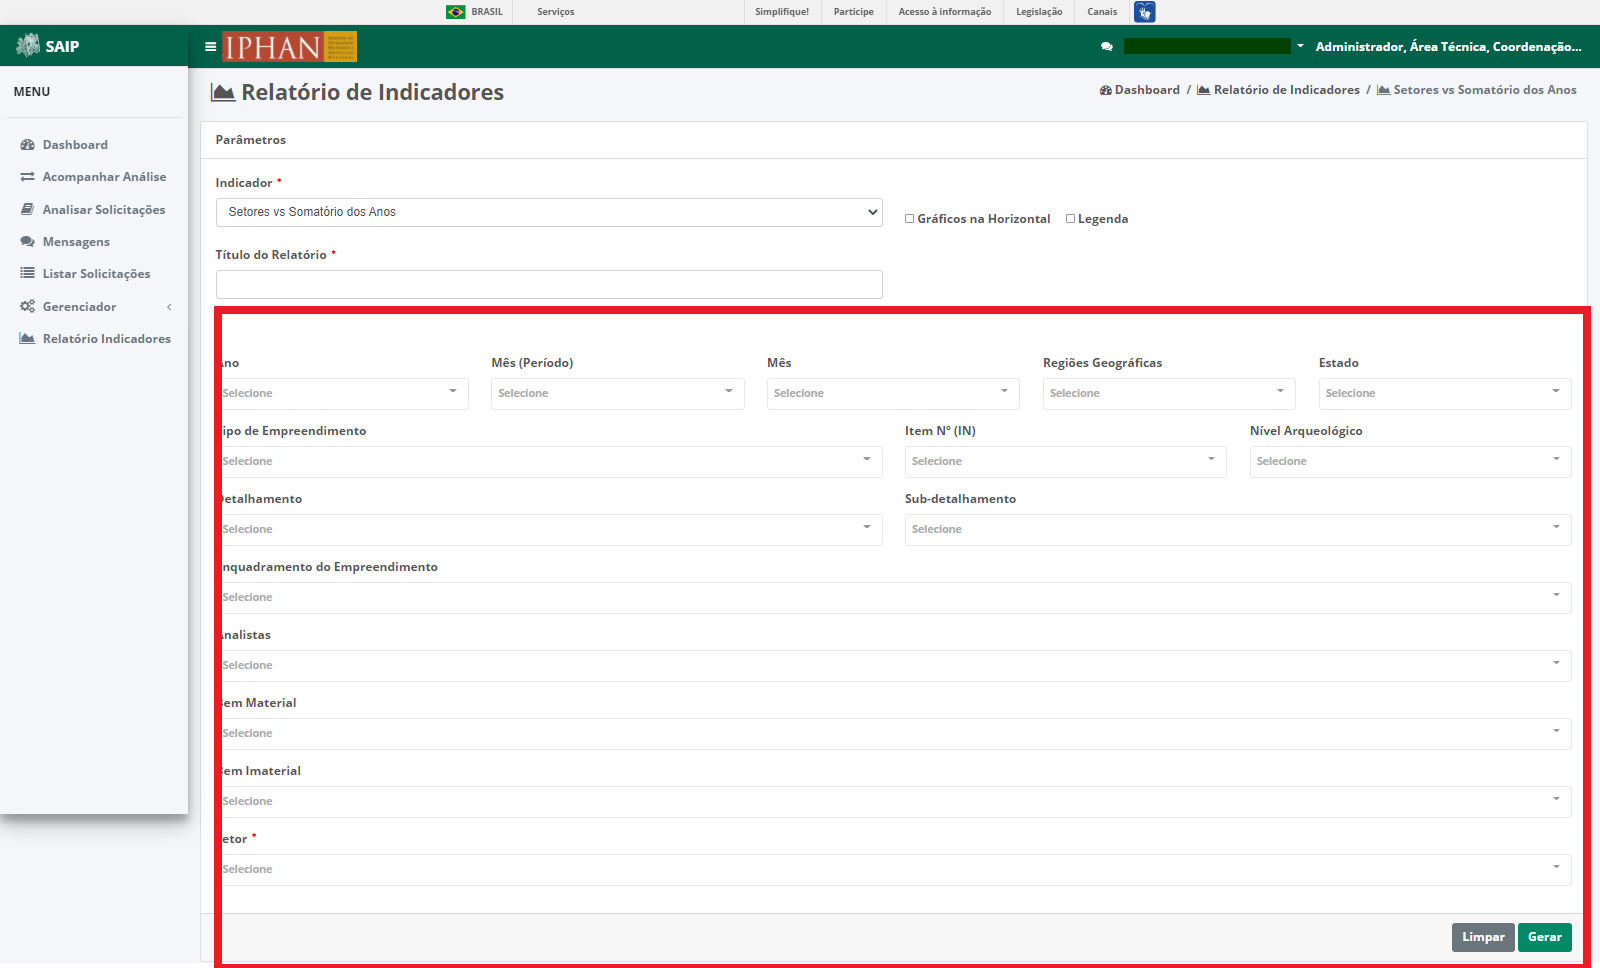 BRASIL Serviços Simplifique! Participe Acesso à informação Legislação Canais
SAIP
IPHAN
Administrador, Área Técnica, Coordenação...
MENU
Dashboard
Acompanhar Análise
Analisar Solicitações
Mensagens
Listar Solicitações
Gerenciador
Relatório Indicadores
Relatório de Indicadores
Dashboard / Relatório de Indicadores / Setores vs Somatório dos Anos
Parâmetros
Indicador *
Setores vs Somatório dos Anos
Gráficos na Horizontal Legenda
Título do Relatório *
no Mês (Período) Mês Regiões Geográficas Estado
Selecione Selecione Selecione Selecione Selecione
ipo de Empreendimento Item Nº (IN) Nível Arqueológico
Selecione Selecione Selecione
etalhamento Sub-detalhamento
Selecione Selecione
nquadramento do Empreendimento
Selecione
nalistas
Selecione
em Material
Selecione
em Imaterial
Selecione
etor *
Selecione
Limpar Gerar